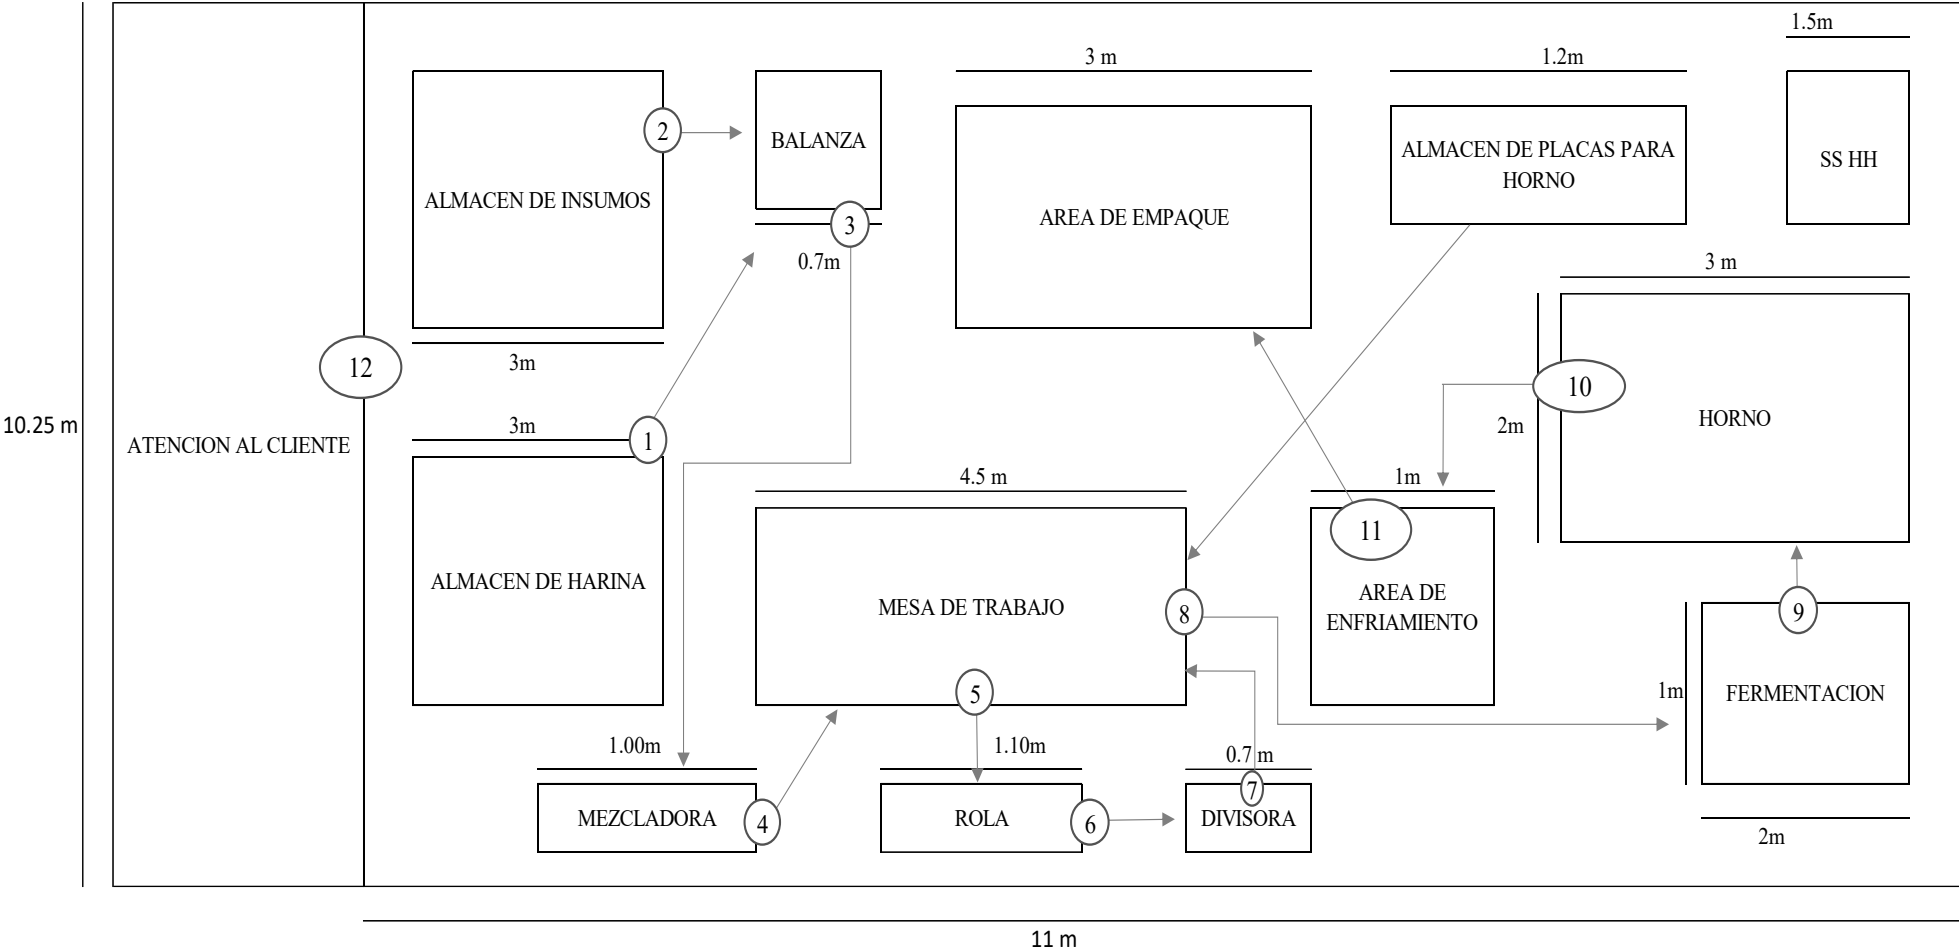 1.5m
3 m
1.2m
2
BALANZA
ALMACEN DE PLACAS PARA
HORNO
SS HH
ALMACEN DE INSUMOS
AREA DE EMPAQUE
3
0.7m
3 m
12
3m
10
3m
1
2m
HORNO
10.25 m
ATENCION AL CLIENTE
4.5 m
1m
11
ALMACEN DE HARINA
MESA DE TRABAJO
8
AREA DE
ENFRIAMIENTO
9
5
1m
FERMENTACION
1.00m
1.10m
0.7 m
7
MEZCLADORA
4
ROLA
6
DIVISORA
2m
11 m